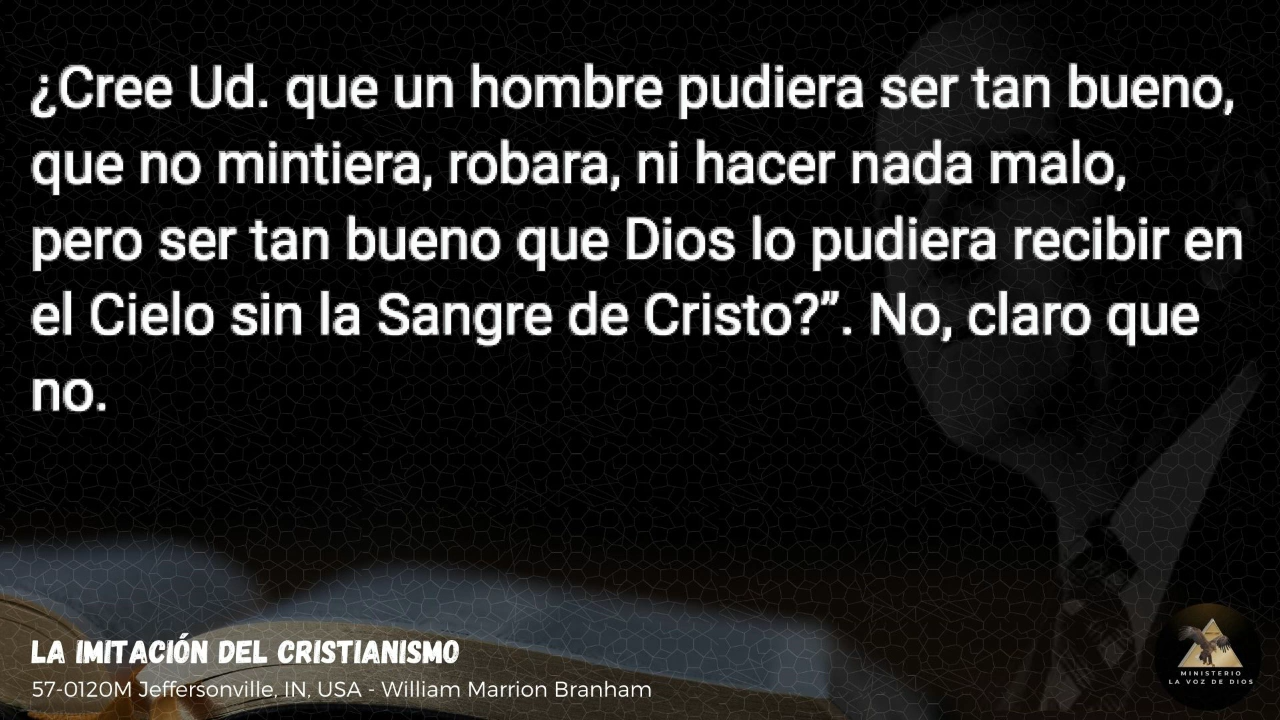 ¿Cree Ud. que un hombre pudiera ser tan bueno,
que no mintiera, robara, ni hacer nada malo,
pero ser tan bueno que Dios lo pudiera recibir en
el Cielo sin la Sangre de Cristo?”. No, claro que
no.
LA IMITACIÓN DEL CRISTIANISMO
57-0120M Jeffersonville, IN, USA - William Marrion Branham
MINISTERIO
LA VOZ DE DIOS